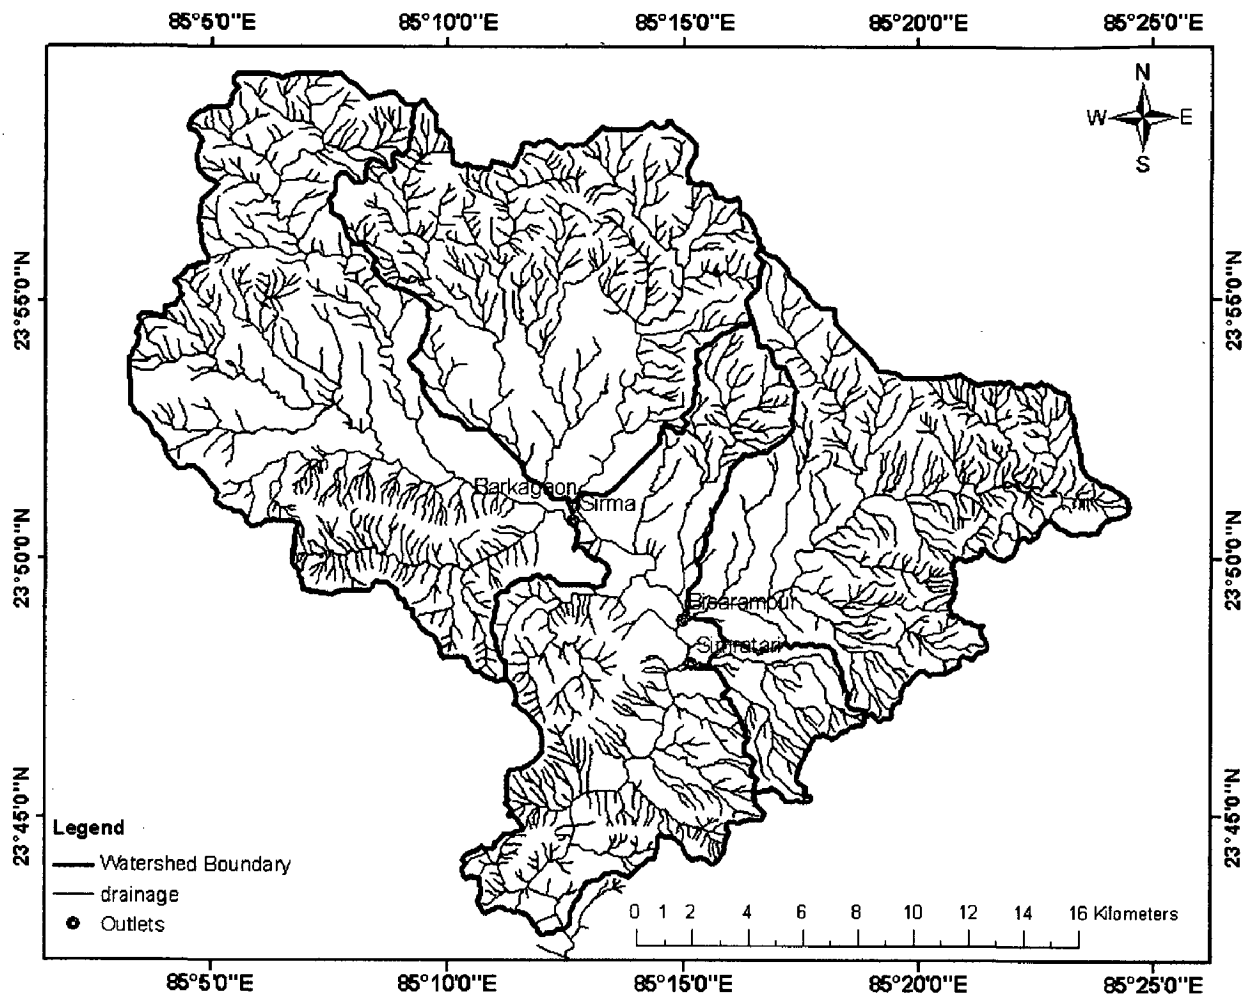 85°5'0"E 85°10'0"E 85°15'0"E 85°20'0"E 85°25'0"E
N
W E
S
23°55'0"N 23°55'0"N
Barkagaon
Sirma
23°50'0"N 23°50'0"N
Bisarampur
Simratari
23°45'0"N 23°45'0"N
Legend
Watershed Boundary
drainage
Outlets
0 1 2 4 6 8 10 12 14 16 Kilometers
85°5'0"E 85°10'0"E 85°15'0"E 85°20'0"E 85°25'0"E